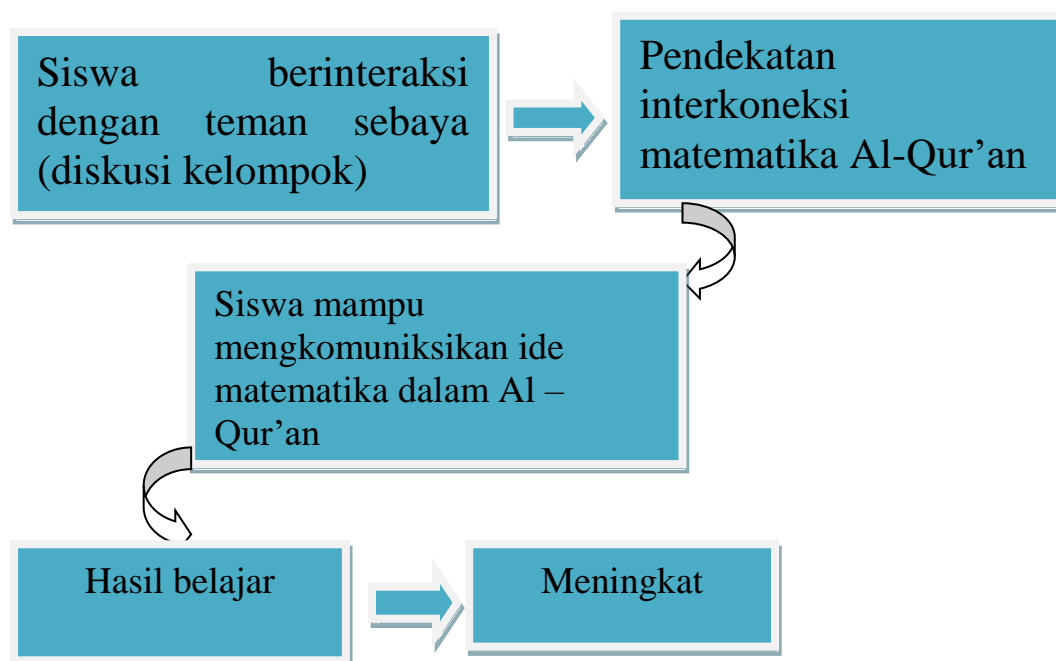 Siswa berinteraksi
dengan teman sebaya
(diskusi kelompok)
Pendekatan
interkoneksi
matematika Al-Qur’an
Siswa mampu
mengkomuniksikan ide
matematika dalam Al –
Qur’an
Hasil belajar
Meningkat